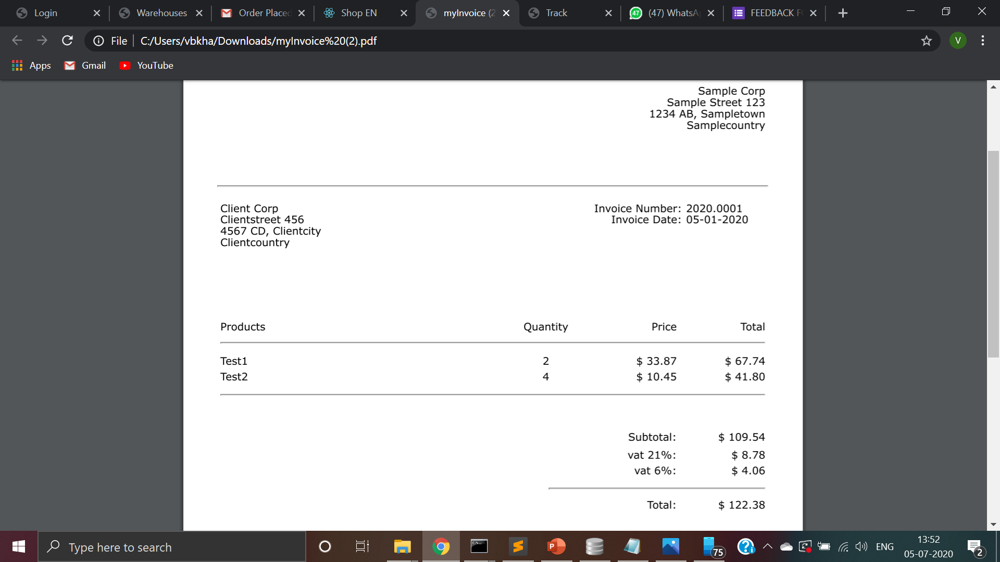 Login
Warehouses
Order Placed
Shop EN
myInvoice (2
Track
(47) WhatsA
FEEDBACK F
File
C:/Users/vbkha/Downloads/myInvoice%20(2).pdf
V
Apps
Gmail
YouTube
Sample Corp
Sample Street 123
1234 AB, Sampletown
Samplecountry
Client Corp
Clientstreet 456
4567 CD, Clientcity
Clientcountry
Invoice Number: 2020.0001
Invoice Date: 05-01-2020
Products Quantity Price Total
Test1 2 $ 33.87 $ 67.74
Test2 4 $ 10.45 $ 41.80
Subtotal: $ 109.54
vat 21%: $ 8.78
vat 6%: $ 4.06
Total: $ 122.38
Type here to search
75
ENG
13:52
05-07-2020
2